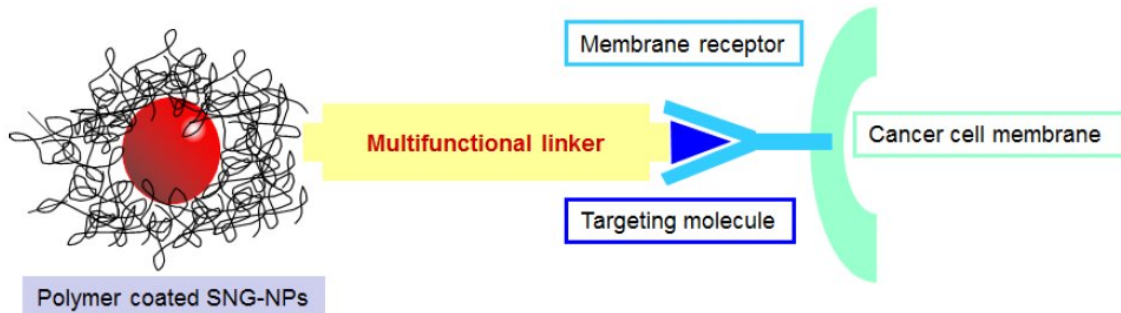 Membrane receptor
Multifunctional linker
Cancer cell membrane
Targeting molecule
Polymer coated SNG-NPs